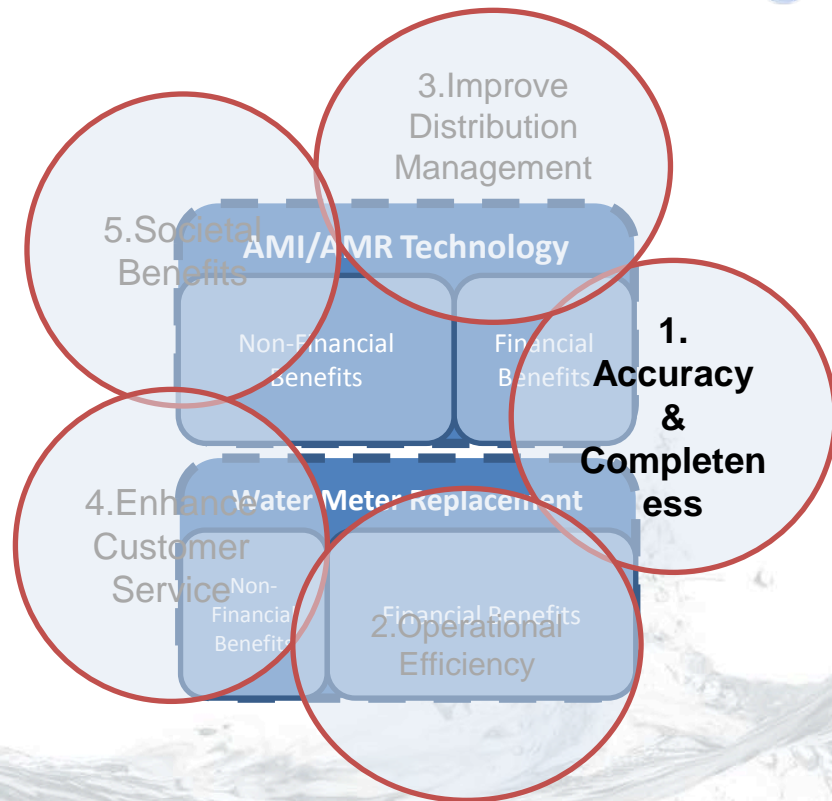 3.Improve
Distribution
Management
5.Societal
Benefits
AMI/AMR Technology
Non-Financial
Benefits
Financial
Benefits
1.
Accuracy
&
Completen
ess
4.Enhance
Customer
Service
Water Meter Replacement
Non-
Financial
Benefits
Financial Benefits
2.Operational
Efficiency